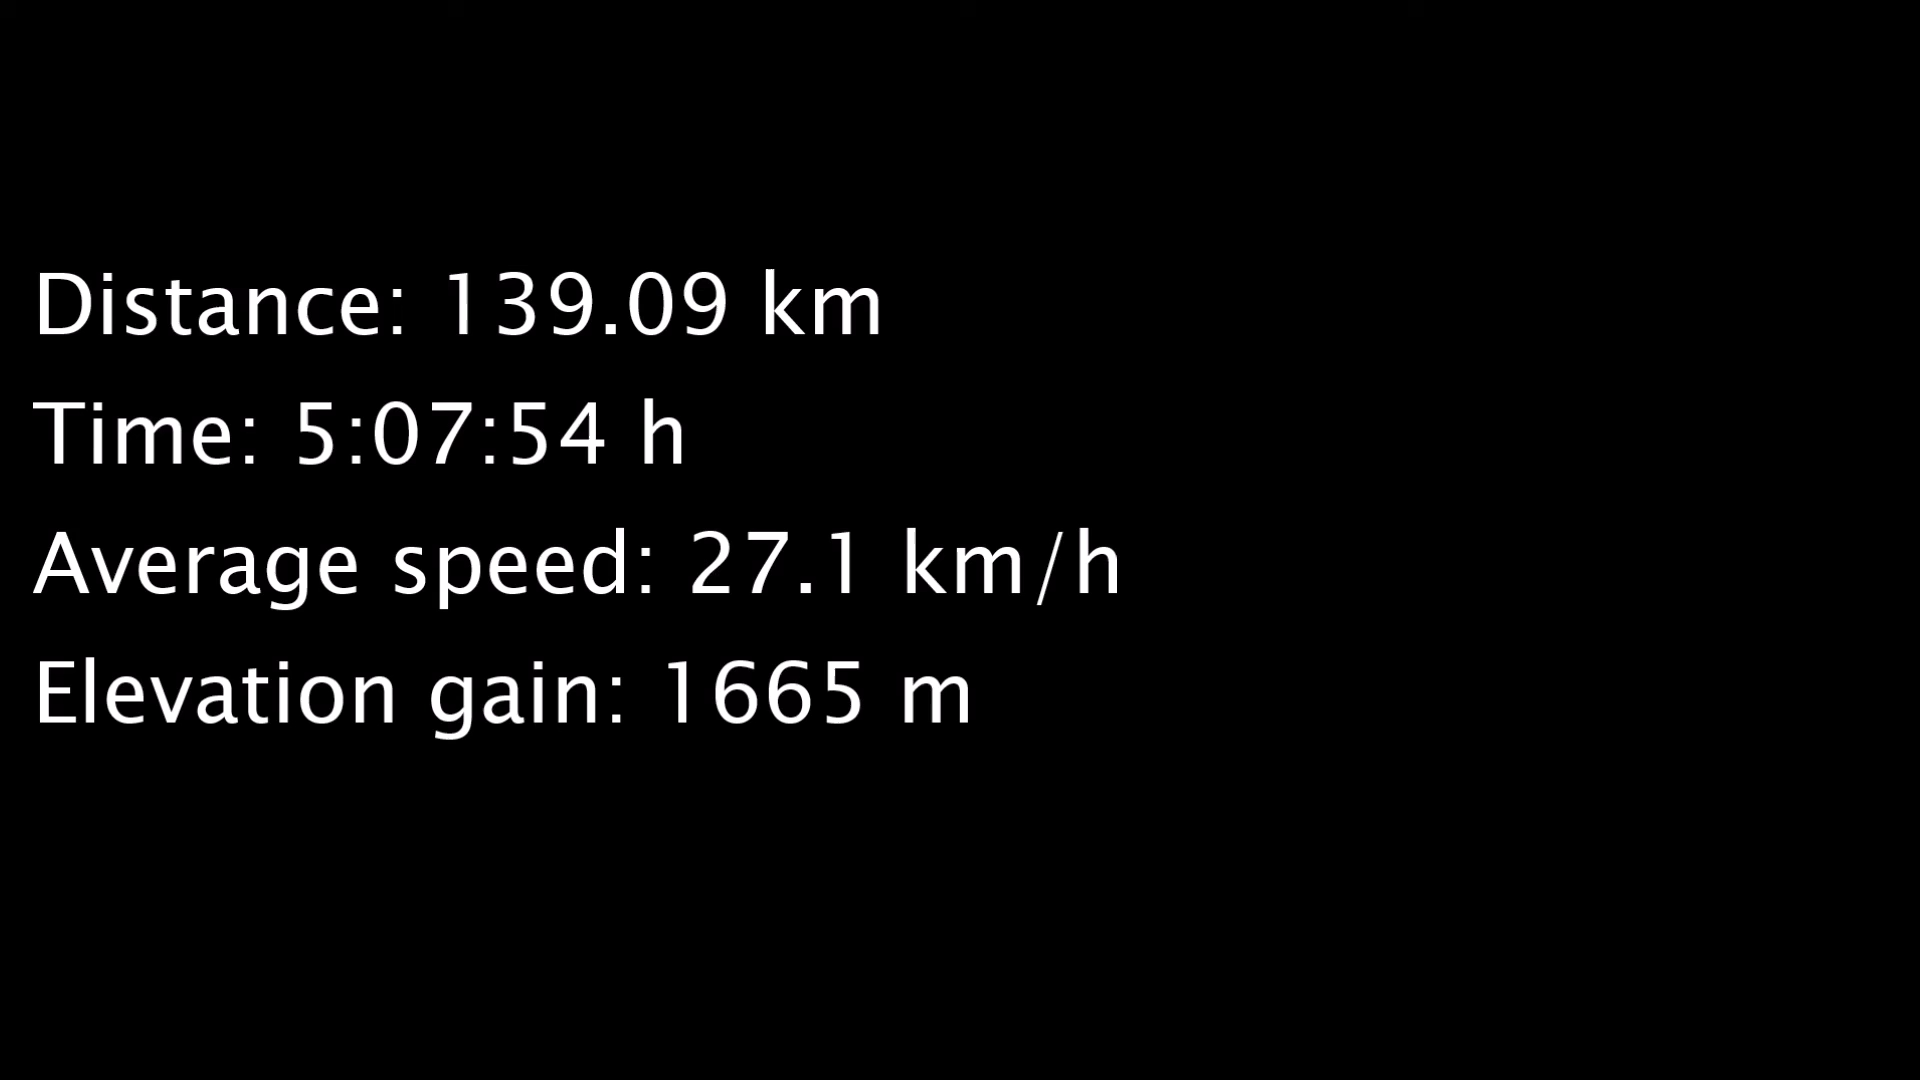 Distance: 139.09 km
Time: 5:07:54 h
Average speed: 27.1 km/h
Elevation gain: 1665 m